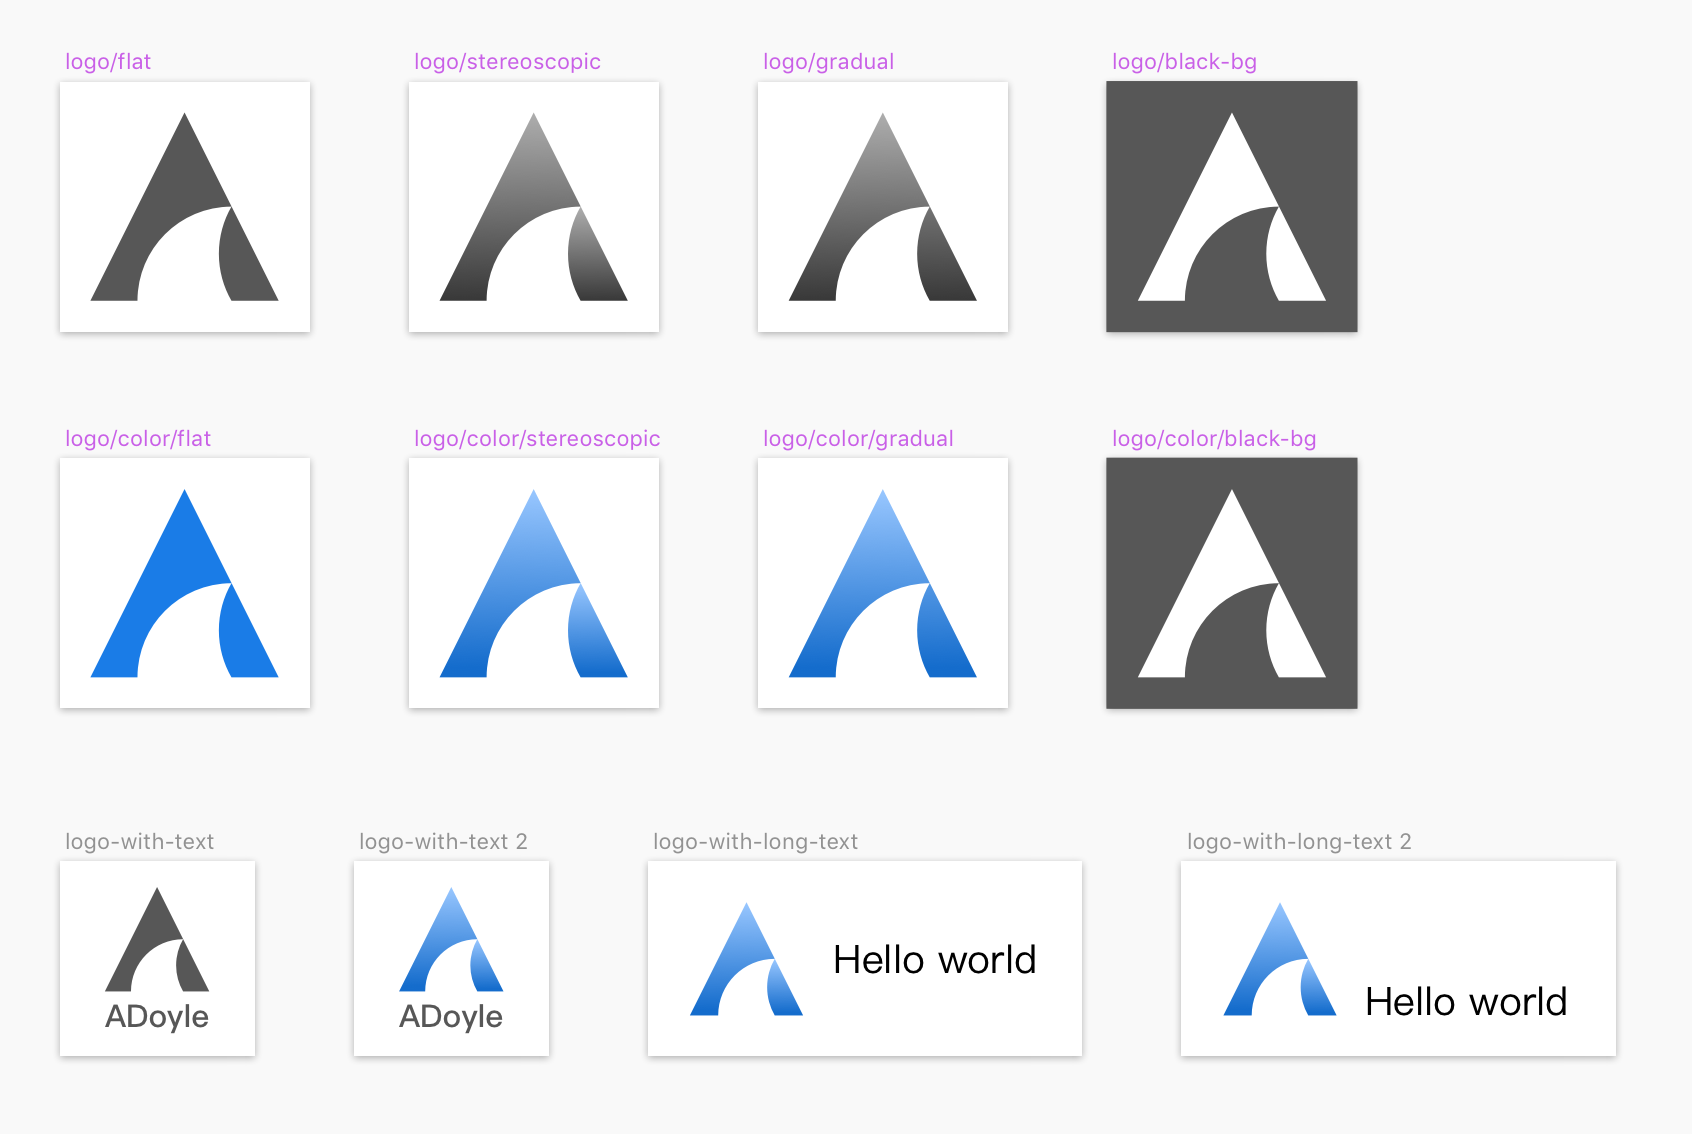 logo/flat
logo/stereoscopic
logo/gradual
logo/black-bg
logo/color/flat
logo/color/stereoscopic
logo/color/gradual
logo/color/black-bg
logo-with-text
logo-with-text 2
logo-with-long-text
logo-with-long-text 2
ADoyle
ADoyle
Hello world
Hello world